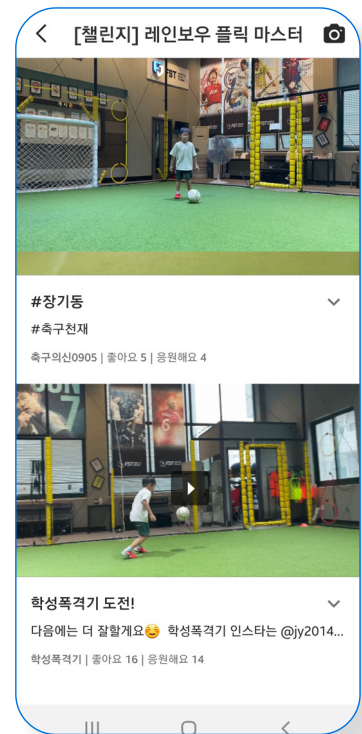 [챌린지] 레인보우 플릭 마스터
FBT
#장기동
#축구천재
축구의신0905 | 좋아요 5 | 응원해요 4
7
학성폭격기 도전!
다음에는 더 잘할게요☺️ 학성폭격기 인스타는 @jy2014...
학성폭격기 | 좋아요 16 | 응원해요 14